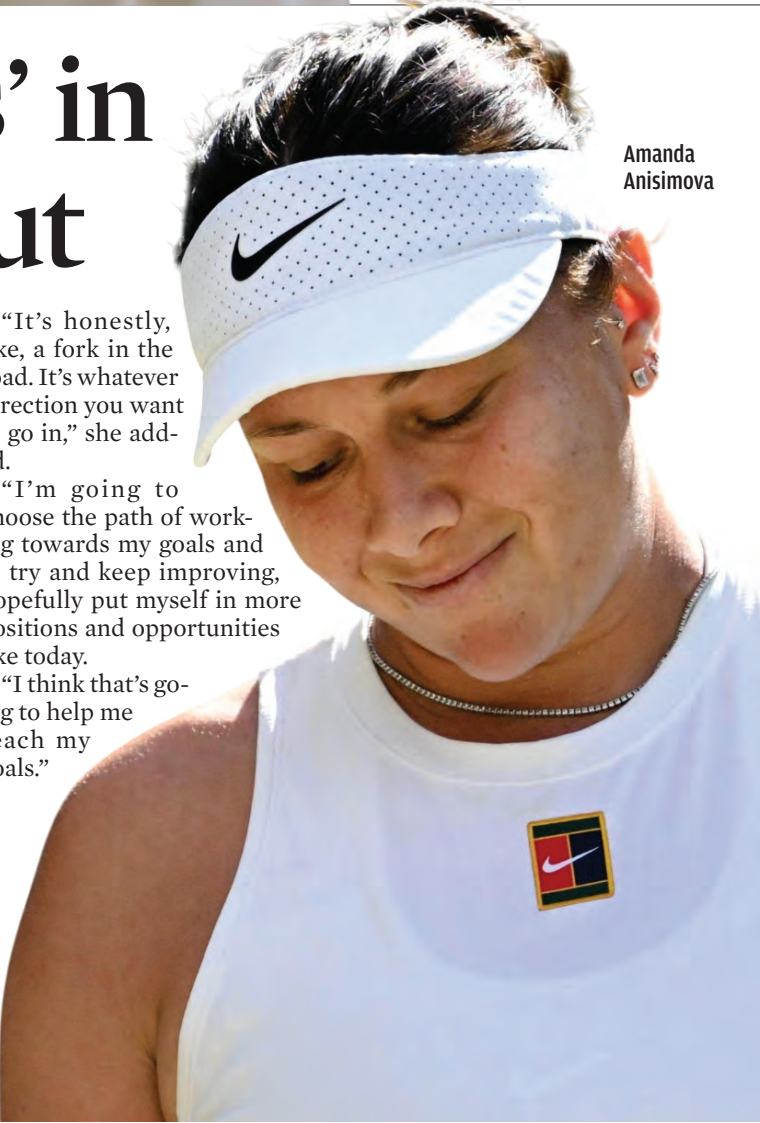 ’ in
ut
“It’s honestly,
ke, a fork in the
oad. It’s whatever
rection you want
go in,” she add-
d.
“I’m going to
hoose the path of work-
g towards my goals and
try and keep improving,
opefully put myself in more
ositions and opportunities
ke today.
“I think that’s go-
g to help me
each my
oals.”
Amanda
Anisimova